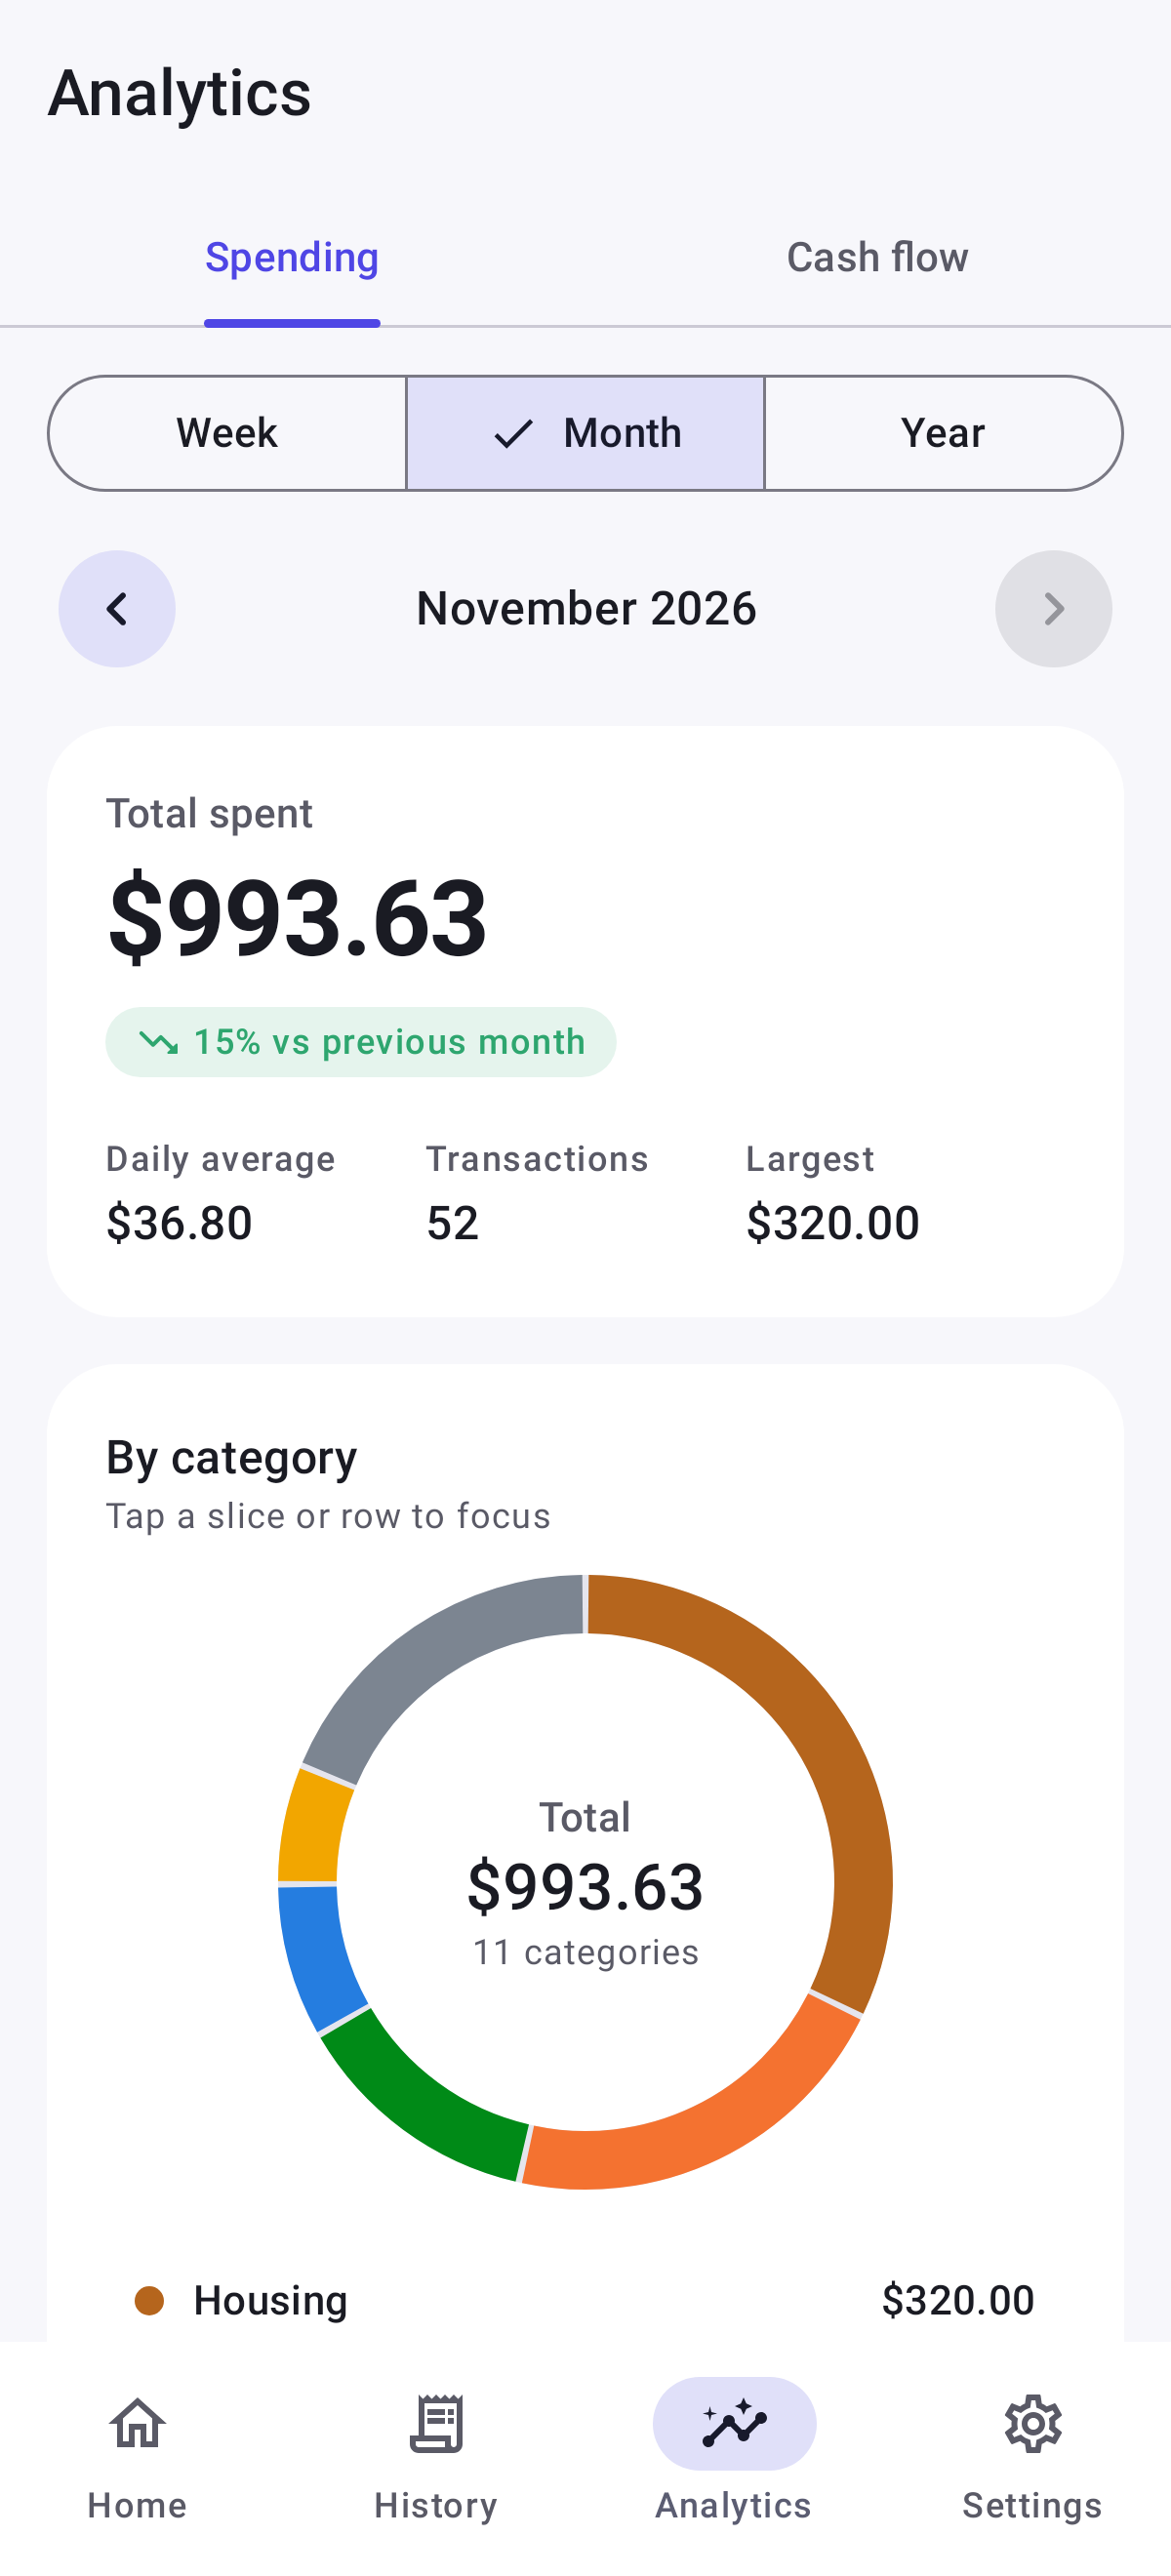 Analytics
Spending
Cash flow
Week
Month
Year
November 2026
Total spent
$993.63
15% vs previous month
Daily average
Transactions
Largest
$36.80
52
$320.00
By category
Tap a slice or row to focus
Total
$993.63
11 categories
Housing
$320.00
Home
History
Analytics
Settings